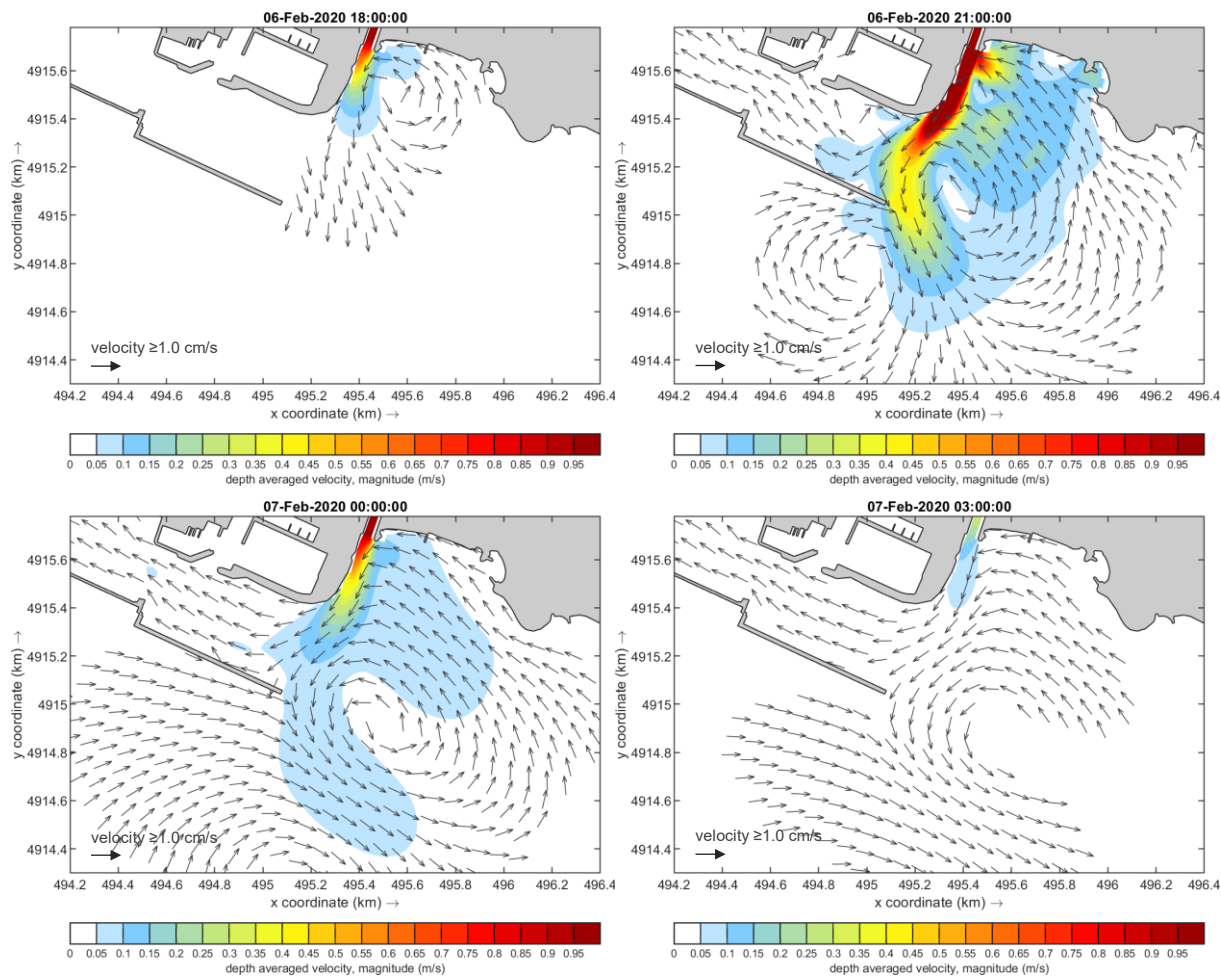 06-Feb-2020 18:00:00
4915.6
4915.4
4915.2
4915
4914.8
4914.6
4914.4
y coordinate (km) →
velocity ≥1.0 cm/s
494.2 494.4 494.6 494.8 495 495.2 495.4 495.6 495.8 496 496.2 496.4
x coordinate (km) →
0 0.05 0.1 0.15 0.2 0.25 0.3 0.35 0.4 0.45 0.5 0.55 0.6 0.65 0.7 0.75 0.8 0.85 0.9 0.95
depth averaged velocity, magnitude (m/s)
06-Feb-2020 21:00:00
4915.6
4915.4
4915.2
4915
4914.8
4914.6
4914.4
y coordinate (km) →
velocity ≥1.0 cm/s
494.2 494.4 494.6 494.8 495 495.2 495.4 495.6 495.8 496 496.2 496.4
x coordinate (km) →
0 0.05 0.1 0.15 0.2 0.25 0.3 0.35 0.4 0.45 0.5 0.55 0.6 0.65 0.7 0.75 0.8 0.85 0.9 0.95
depth averaged velocity, magnitude (m/s)
07-Feb-2020 00:00:00
4915.6
4915.4
4915.2
4915
4914.8
4914.6
4914.4
y coordinate (km) →
velocity ≥1.0 cm/s
494.2 494.4 494.6 494.8 495 495.2 495.4 495.6 495.8 496 496.2 496.4
x coordinate (km) →
0 0.05 0.1 0.15 0.2 0.25 0.3 0.35 0.4 0.45 0.5 0.55 0.6 0.65 0.7 0.75 0.8 0.85 0.9 0.95
depth averaged velocity, magnitude (m/s)
07-Feb-2020 03:00:00
4915.6
4915.4
4915.2
4915
4914.8
4914.6
4914.4
y coordinate (km) →
velocity ≥1.0 cm/s
494.2 494.4 494.6 494.8 495 495.2 495.4 495.6 495.8 496 496.2 496.4
x coordinate (km) →
0 0.05 0.1 0.15 0.2 0.25 0.3 0.35 0.4 0.45 0.5 0.55 0.6 0.65 0.7 0.75 0.8 0.85 0.9 0.95
depth averaged velocity, magnitude (m/s)